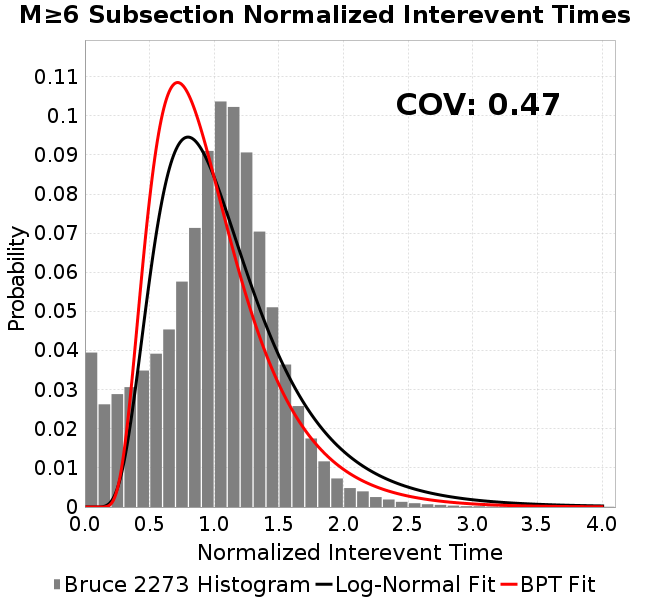 M≥6 Subsection Normalized Interevent Times
COV: 0.47
Probability
0.11
0.1
0.09
0.08
0.07
0.06
0.05
0.04
0.03
0.02
0.01
0
0.0 0.5 1.0 1.5 2.0 2.5 3.0 3.5 4.0
Normalized Interevent Time
Bruce 2273 Histogram Log-Normal Fit BPT Fit